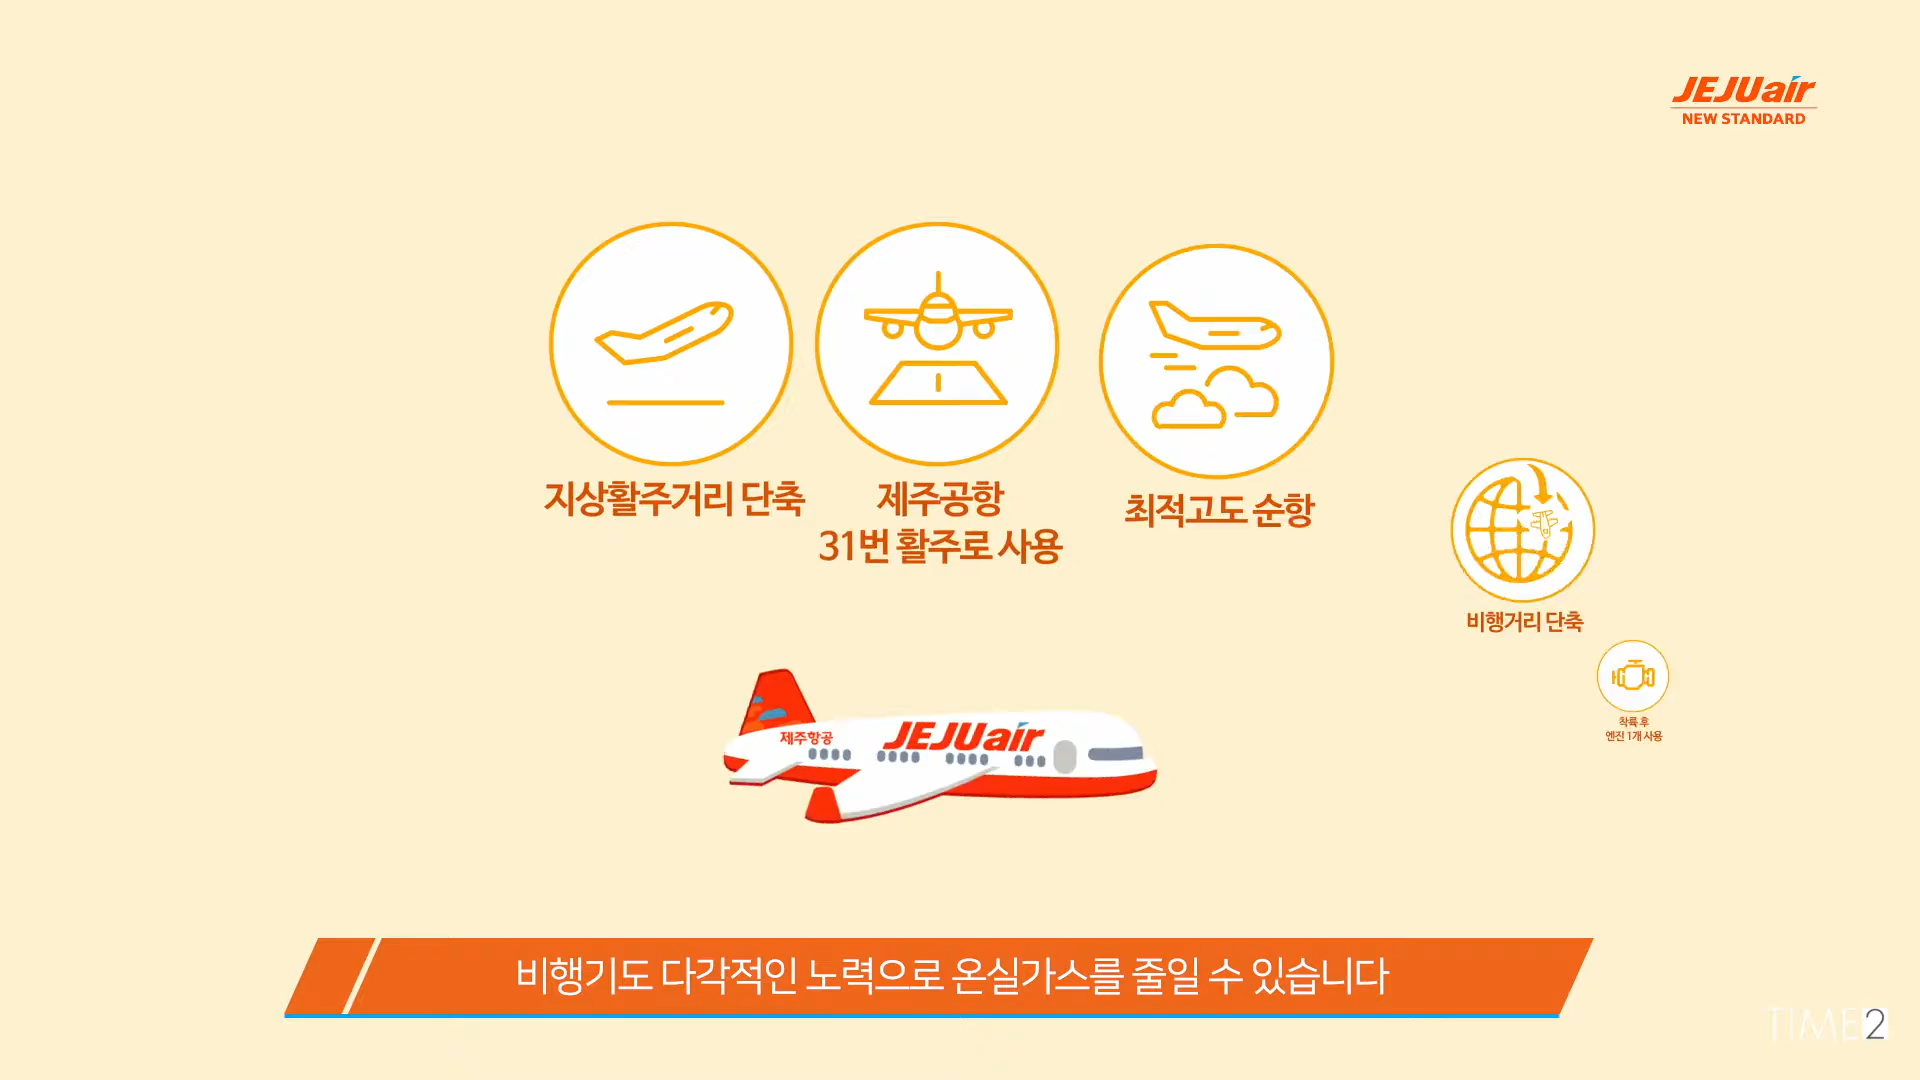 JEJUair
NEW STANDARD
지상활주거리 단축
제주공항
31번 활주로 사용
최적고도 순항
비행거리 단축
착륙 후
엔진 1개 사용
제주항공
JEJUair
비행기도 다각적인 노력으로 온실가스를 줄일 수 있습니다
TIME2